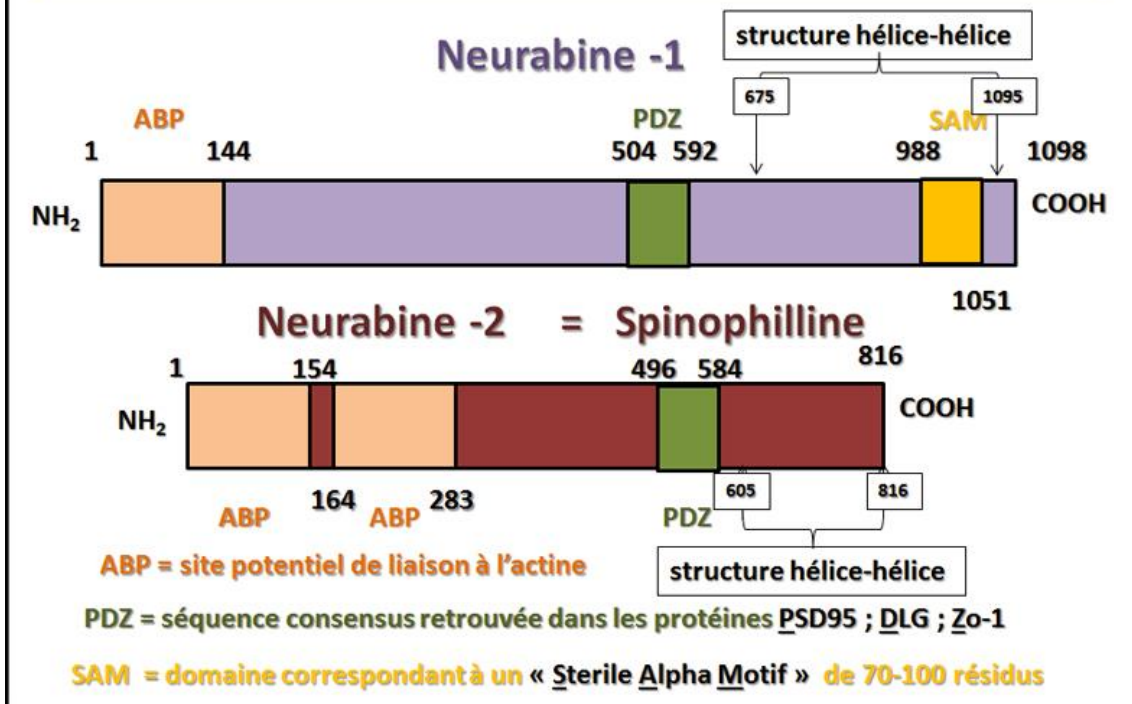 structure hélice-hélice
Neurabine -1
675 1095
ABP PDZ SAM
1 144 504 592 988 1098
NH2 COOH
1051
Neurabine -2 = Spinophilline
816
1 154 496 584
NH2 COOH
605 816
164 283
ABP ABP PDZ
ABP = site potentiel de liaison à l'actine
structure hélice-hélice
PDZ = séquence consensus retrouvée dans les protéines PSD95 ; DLG ; Zo-1
SAM = domaine correspondant à un « Sterile Alpha Motif » de 70-100 résidus